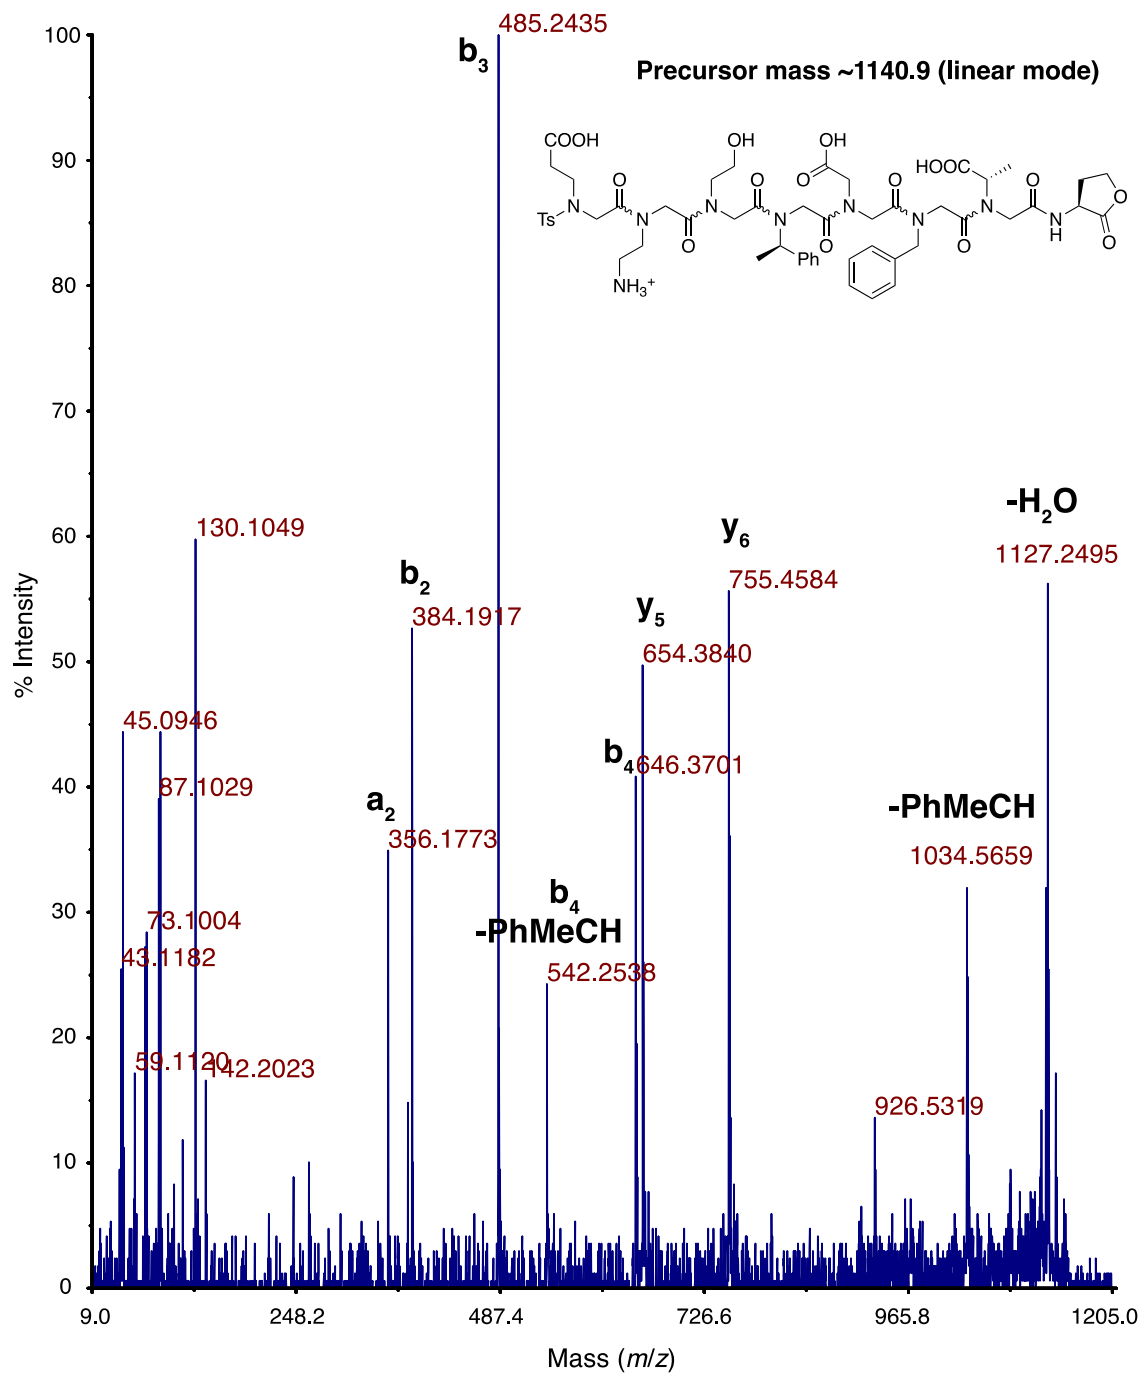 485.2435
b3
Precursor mass ~1140.9 (linear mode)
COOH
OH
OH
O
HOOC
O
O
O
O
O
N
N
N
N
O
Ts
N
O
N
O
N
O
N
H
O
O
Ph
NH3+
-H2O
1127.2495
130.1049
y6
755.4584
b2
384.1917
y5
654.3840
45.0946
b4
646.3701
87.1029
a2
356.1773
-PhMeCH
1034.5659
b4
-PhMeCH
542.2538
73.1004
43.1182
59.1120
142.2023
926.5319
100
90
80
70
60
50
40
30
20
10
0
% Intensity
9.0 248.2 487.4 726.6 965.8 1205.0
Mass (m/z)